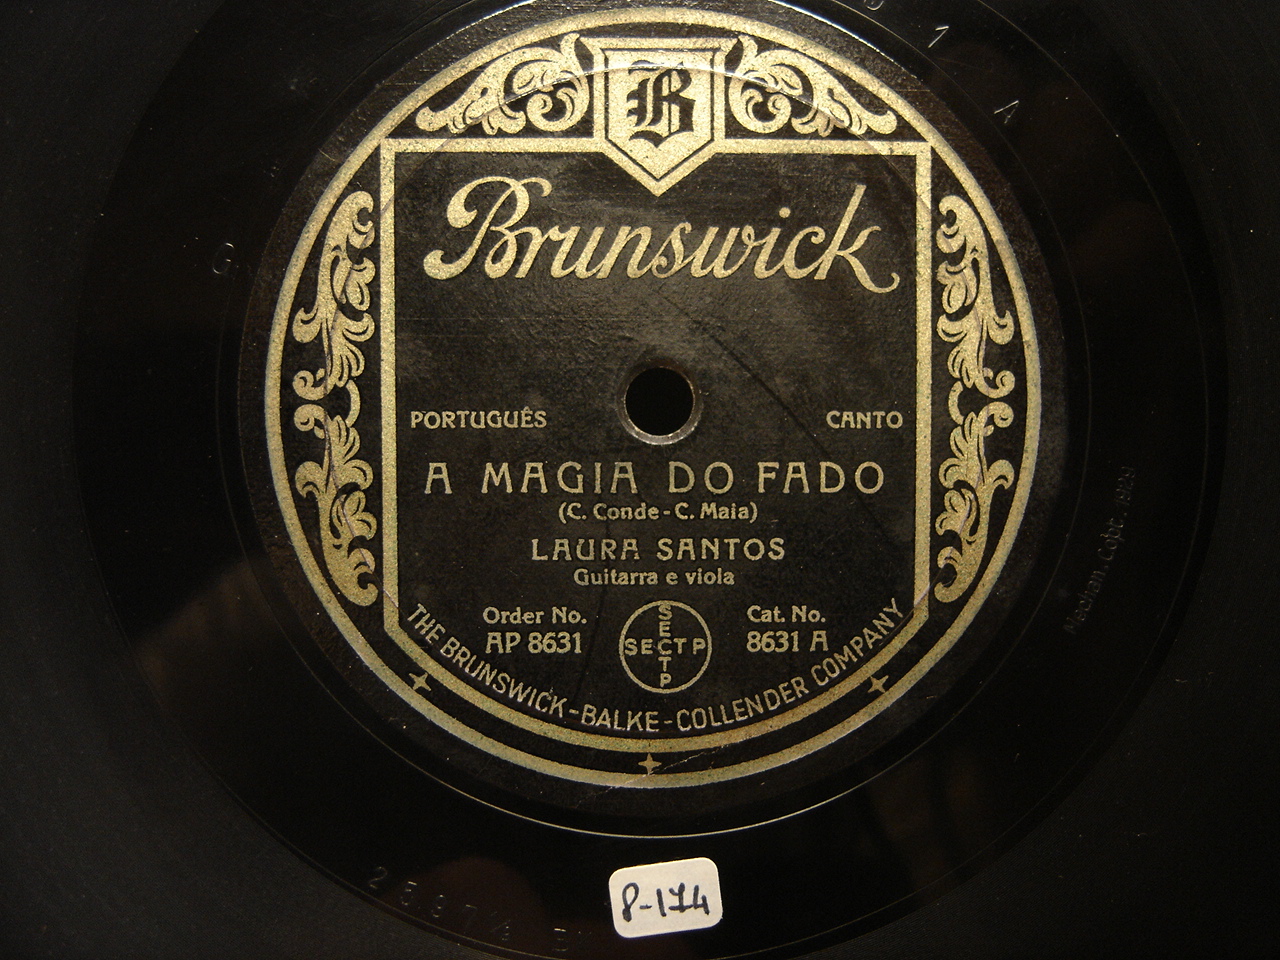 B
Brunswick
PORTUGUÊS
CANTO
A MAGIA DO FADO
(C. Conde - C. Maia)
LAURA SANTOS
Guitarra e viola
Order No.
AP 8631
SECTP
SECTP
Cat. No.
8631 A
THE BRUNSWICK-BALKE-COLLENDER COMPANY
8-174